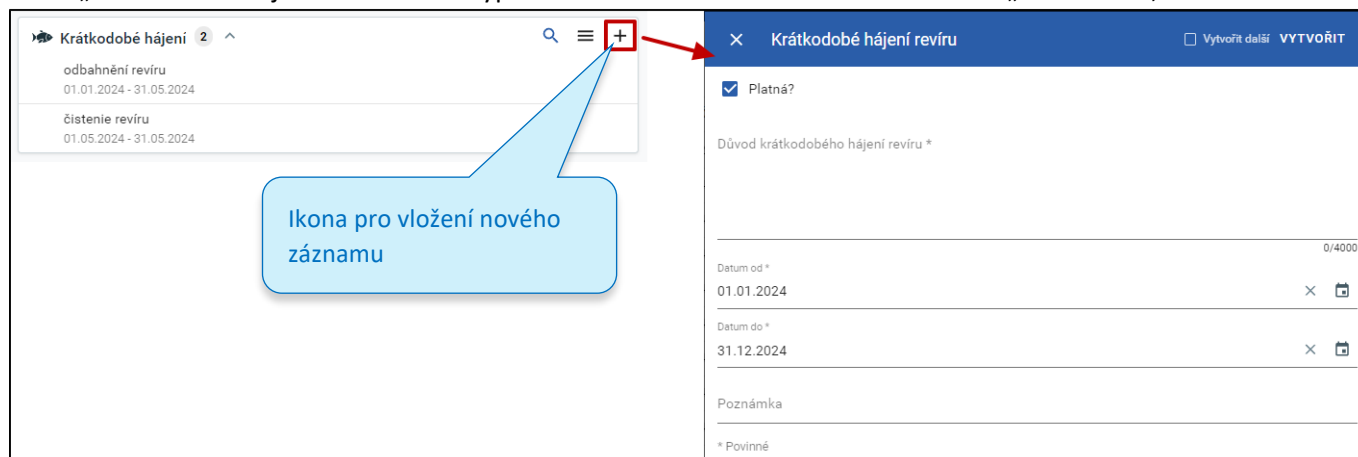 Krátkodobé hájení 2
odbahnění revíru
01.01.2024 - 31.05.2024
čistenie revíru
01.05.2024 - 31.05.2024
Ikona pro vložení nového
záznamu
Krátkodobé hájení revíru
Vytvořit další VYTVOŘIT
Platná?
Důvod krátkodobého hájení revíru *
0/4000
Datum od *
01.01.2024
Datum do *
31.12.2024
Poznámka
* Povinné